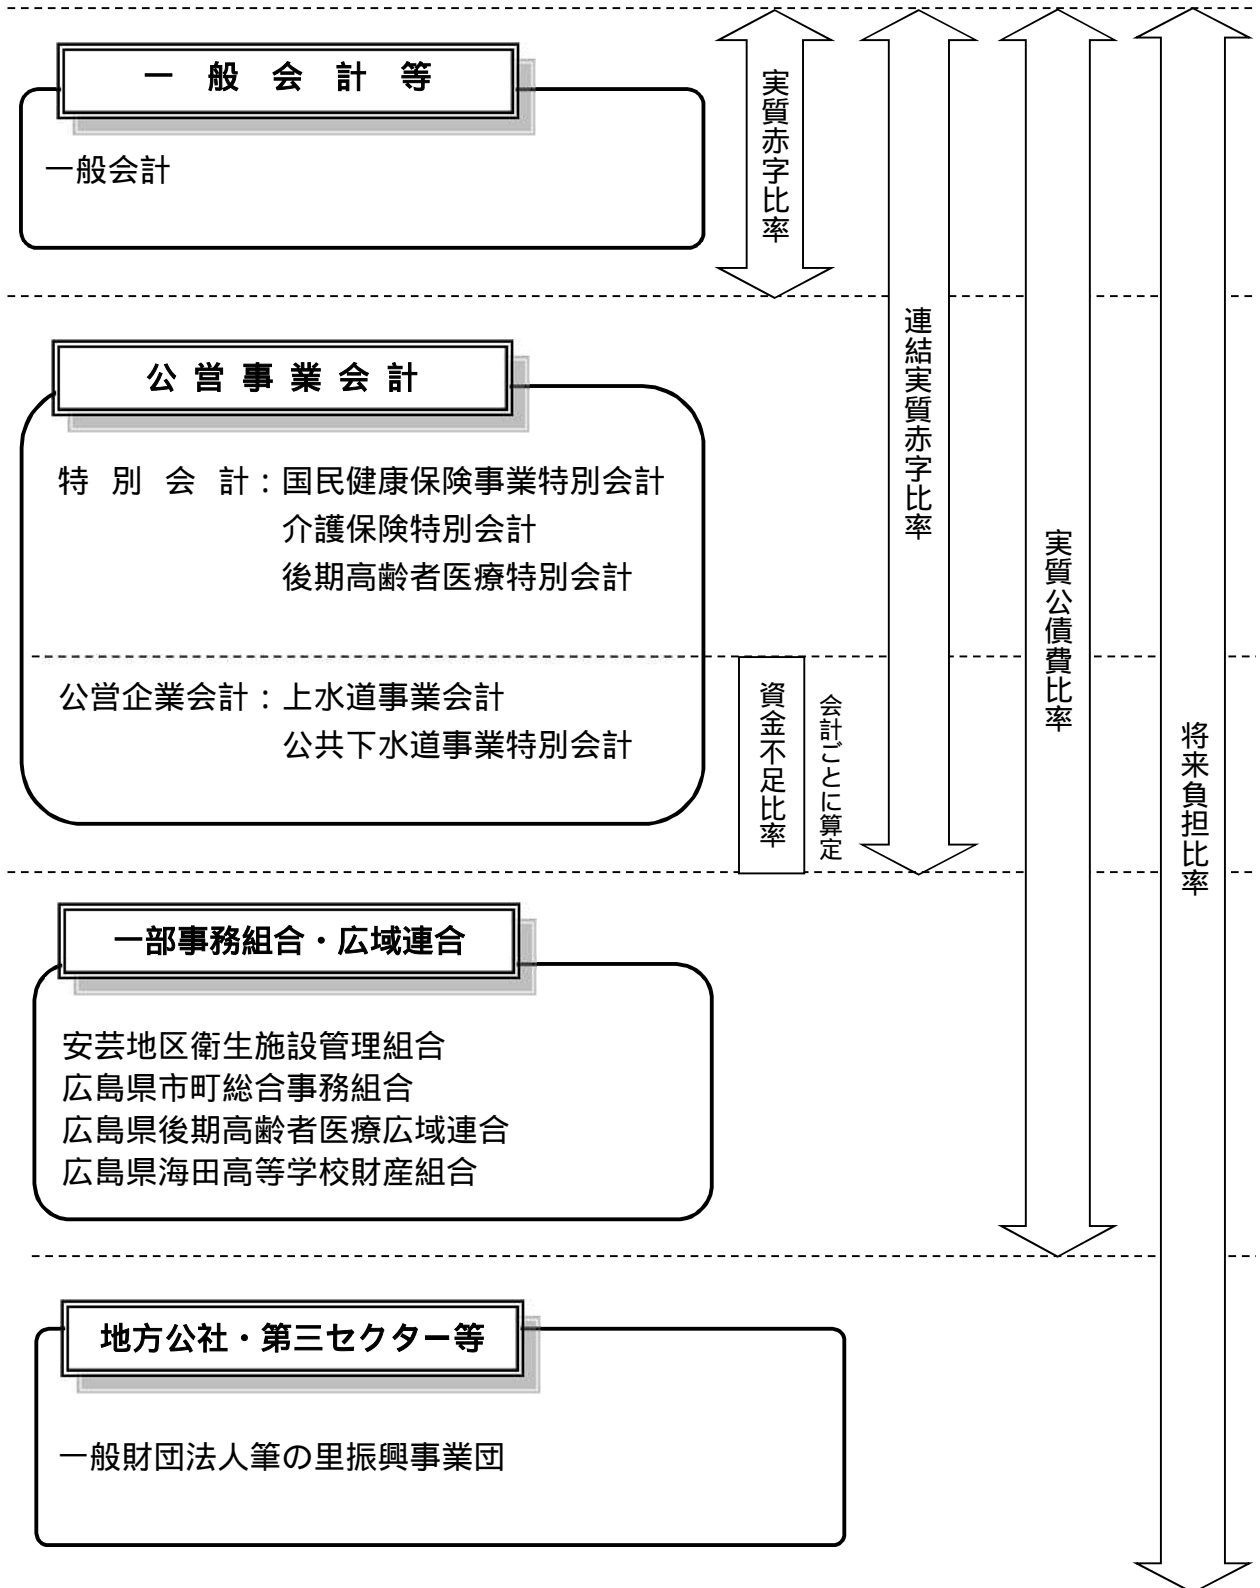 一般会計等
一般会計
実質赤字比率
連結実質赤字比率
実質公債費比率
将来負担比率
公営事業会計
特別会計：国民健康保険事業特別会計
介護保険特別会計
後期高齢者医療特別会計
公営企業会計：上水道事業会計
公共下水道事業特別会計
資金不足比率
会計ごとに算定
一部事務組合・広域連合
安芸地区衛生施設管理組合
広島県市町総合事務組合
広島県後期高齢者医療広域連合
広島県海田高等学校財産組合
地方公社・第三セクター等
一般財団法人筆の里振興事業団